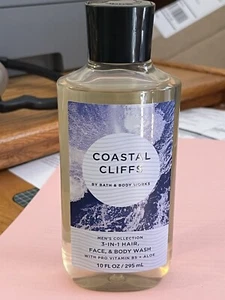 COASTAL
CLIFFS
BY BATH & BODY WORKS
MEN'S COLLECTION
3-IN-1 HAIR,
FACE, & BODY WASH
WITH PRO VITAMIN B5 + ALOE
10 FL OZ / 295 mL